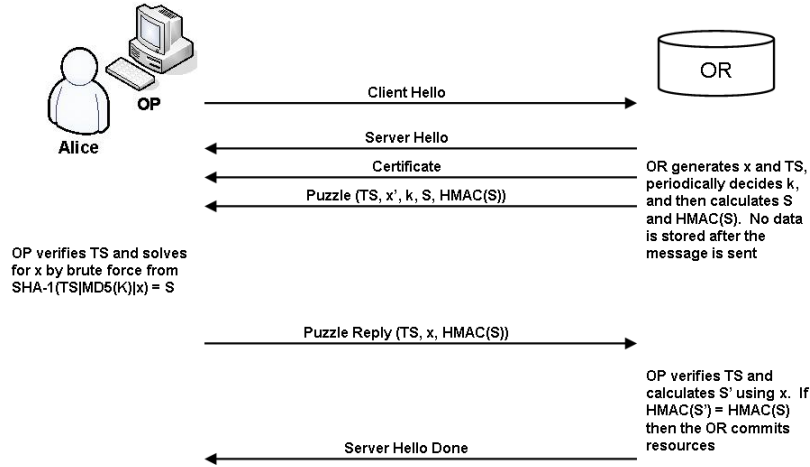 OP
Alice
OR
Client Hello
Server Hello
Certificate
Puzzle (TS, x', k, S, HMAC(S))
OR generates x and TS,
periodically decides k,
and then calculates S
and HMAC(S).  No data
is stored after the
message is sent
OP verifies TS and solves
for x by brute force from
SHA-1(TS|MD5(K)|x) = S
Puzzle Reply (TS, x, HMAC(S))
OP verifies TS and
calculates S' using x.  If
HMAC(S') = HMAC(S)
then the OR commits
resources
Server Hello Done